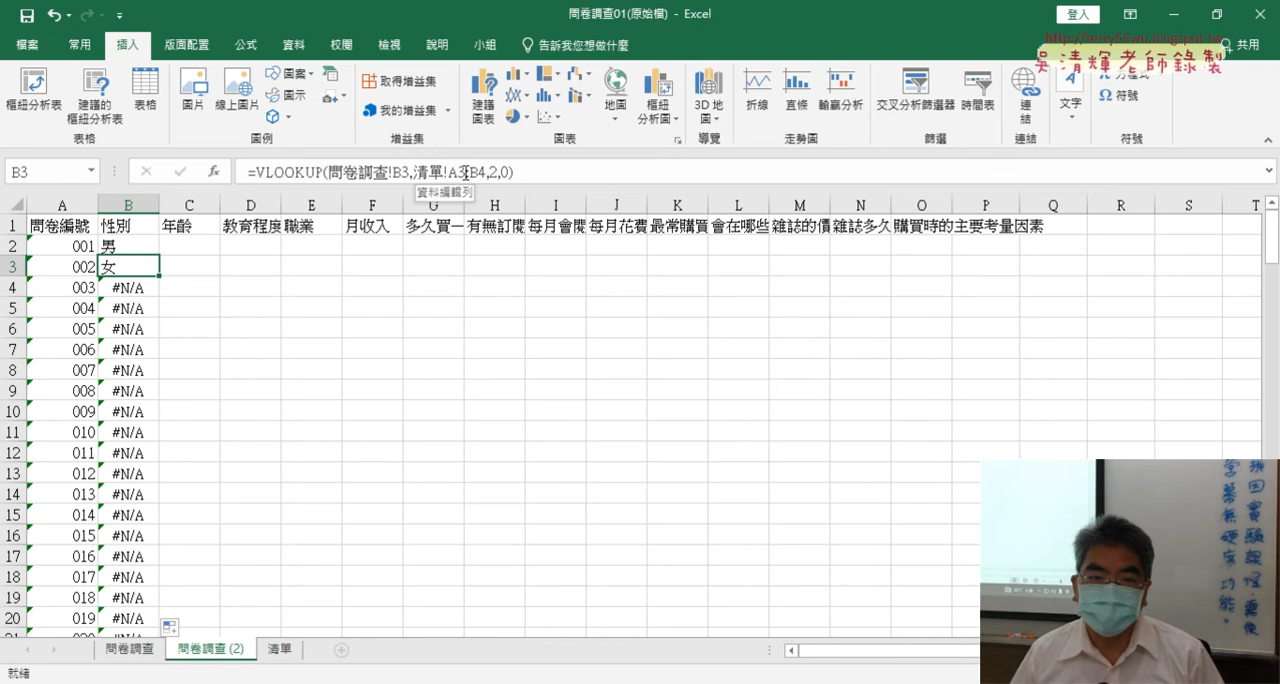 問卷調查01(原始檔) - Excel
登入
http://terry55wu.blogspot.tw
吳清輝老師錄製
檔案 常用 插入 版面配置 公式 資料 校閱 檢視 說明 小組 告訴我您想做什麼 共用
樞紐分析表 建議的樞紐分析表 表格 圖片 線上圖片 圖案 圖示 取得增益集 我的增益集 建議圖表 地圖 樞紐分析圖 3D 地圖 折線 直條 輸贏分析 交叉分析篩選器 時間表 連結 文字 符號
表格 圖例 增益集 圖表 導覽 走勢圖 篩選 連結 符號
B3 fx =VLOOKUP(問卷調查!B3,清單!A3:B4,2,0)
資料編輯列
A B C D E F G H I J K L M N O P Q R S T
1 問卷編號 性別 年齡 教育程度 職業 月收入 多久買一 有無訂閱 每月會閱 每月花費 最常購買 會在哪些 雜誌的價 雜誌多久 購買時的主要考量因素
2 001 男
3 002 女
4 003 #N/A
5 004 #N/A
6 005 #N/A
7 006 #N/A
8 007 #N/A
9 008 #N/A
10 009 #N/A
11 010 #N/A
12 011 #N/A
13 012 #N/A
14 013 #N/A
15 014 #N/A
16 015 #N/A
17 016 #N/A
18 017 #N/A
19 018 #N/A
20 019 #N/A
問卷調查 問卷調查 (2) 清單
就緒